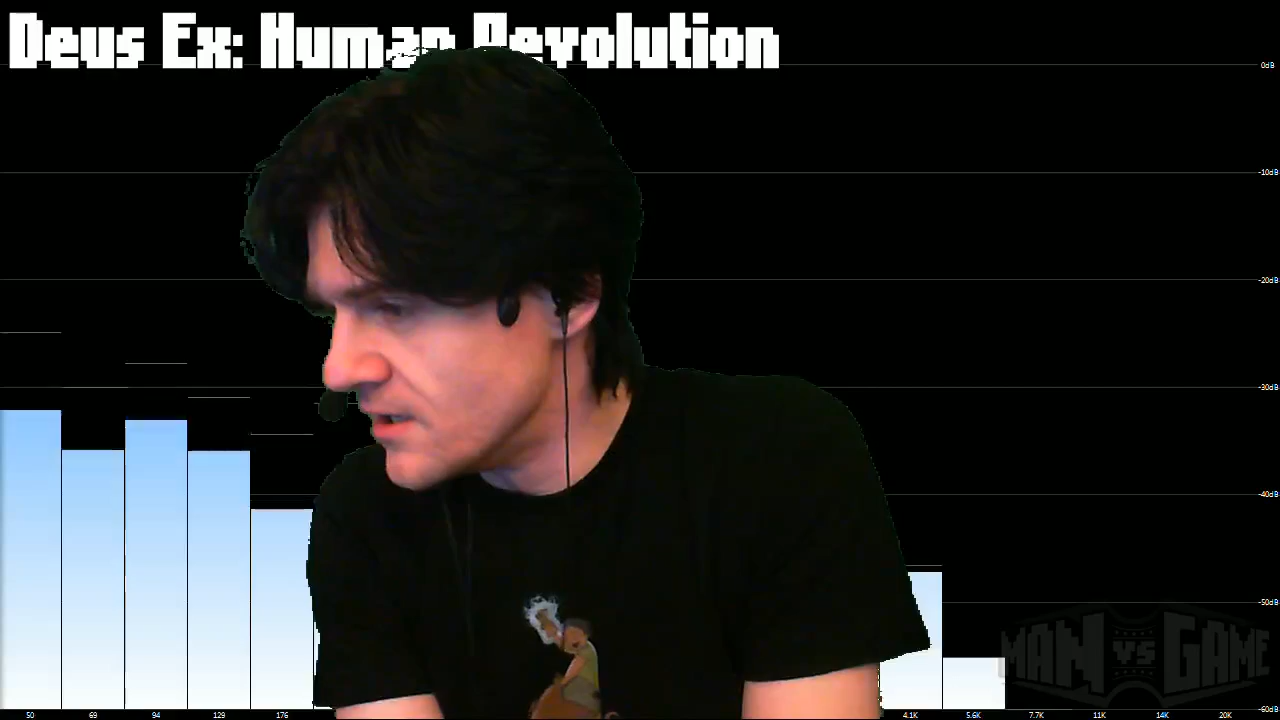 Deus Ex: Human Revolution
0dB
-10dB
-20dB
-30dB
-40dB
-50dB
MAN VS GAME
-60dB
50 69 94 129 176 4.1K 5.6K 7.7K 11K 14K 20K